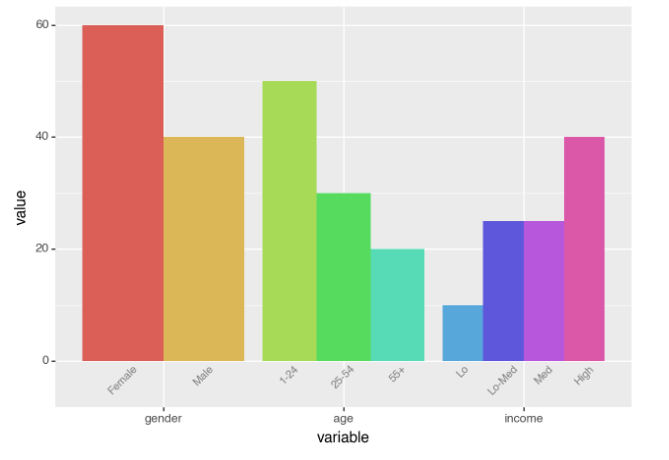 60
40
20
0
value
Female Male 1-24 25-54 55+ Lo Lo-Med Med High
gender age income
variable